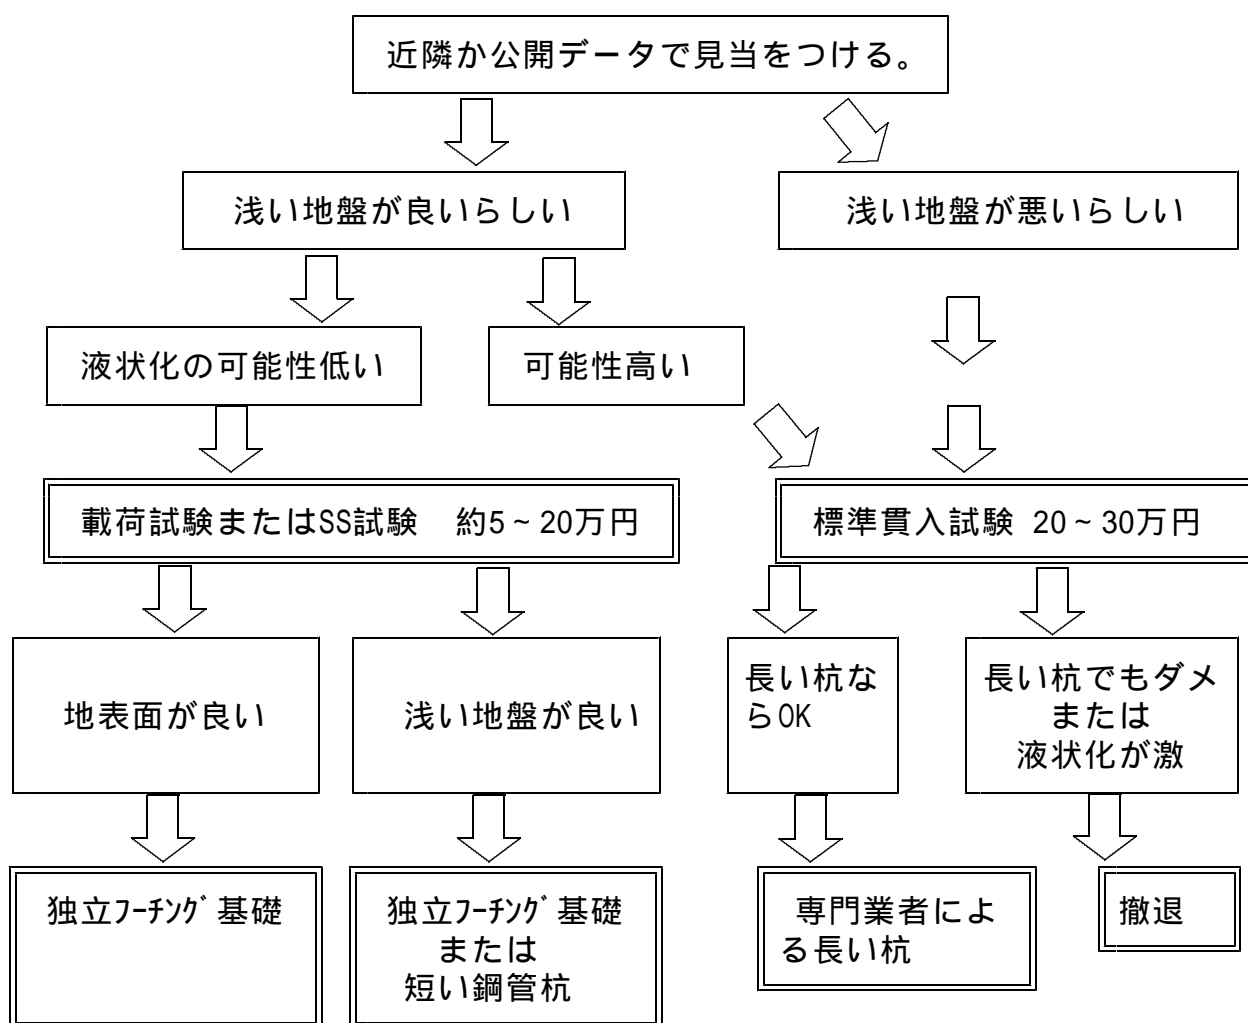 近隣か公開データで見当をつける。
浅い地盤が良いらしい
浅い地盤が悪いらしい
液状化の可能性低い
可能性高い
載荷試験またはSS試験　約5~20万円
標準貫入試験 20~30万円
地表面が良い
浅い地盤が良い
長い杭な
らOK
長い杭でもダメ
または
液状化が激
独立ﾌｰﾁﾝｸﾞ基礎
独立ﾌｰﾁﾝｸﾞ基礎
または
短い鋼管杭
専門業者によ
る長い杭
撤退